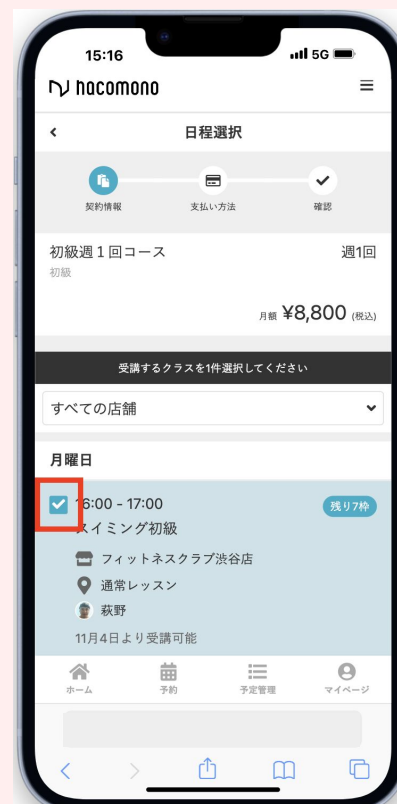 15:16
5G
hacomono
日程選択
契約情報
支払い方法
確認
初級週1回コース 週1回
初級
月額 ¥8,800 (税込)
受講するクラスを1件選択してください
すべての店舗
月曜日
16:00 - 17:00 残り7枠
スイミング初級
フィットネスクラブ渋谷店
通常レッスン
萩野
11月4日より受講可能
ホーム 予約 予定管理 マイページ